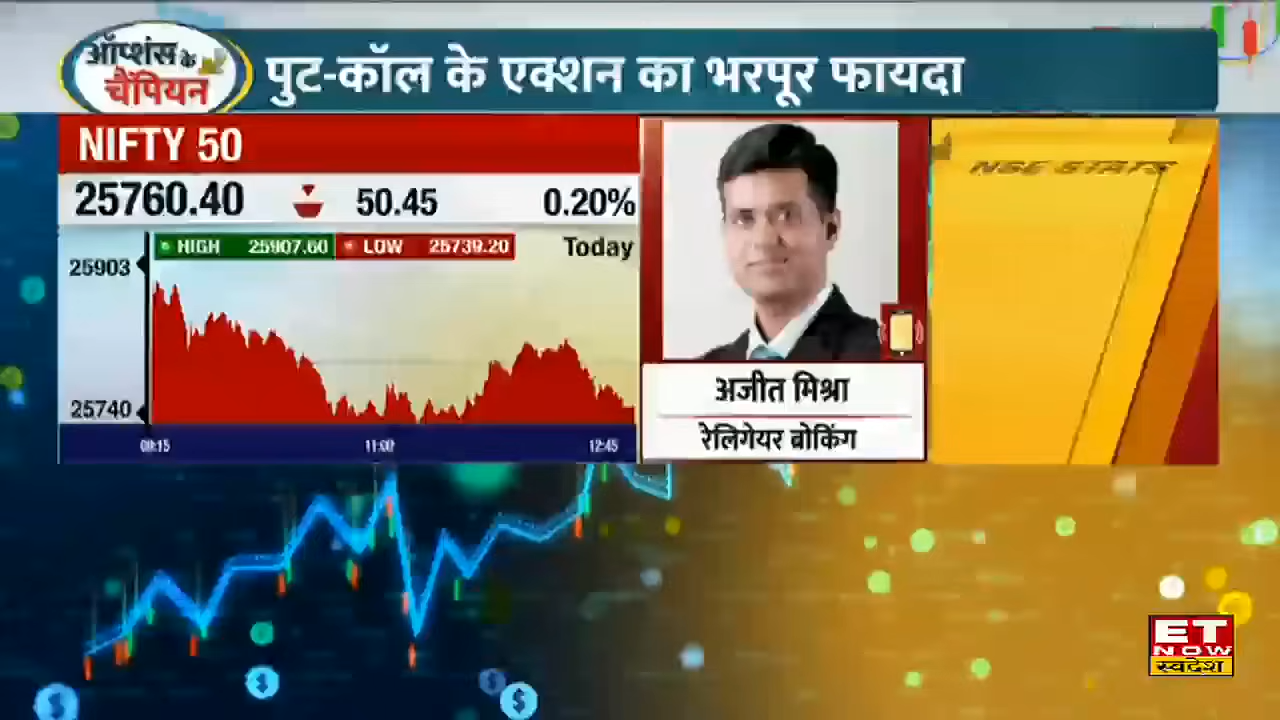 ऑप्शंस के
चैंपियन
पुट-कॉल के एक्शन का भरपूर फायदा
NIFTY 50
25760.40 50.45 0.20%
HIGH 25907.60 LOW 25739.20 Today
25903
25740
09:15 11:00 12:45
अजीत मिश्रा
रेलिगेयर ब्रोकिंग
NSE STATS
ET
NOW
स्वदेश